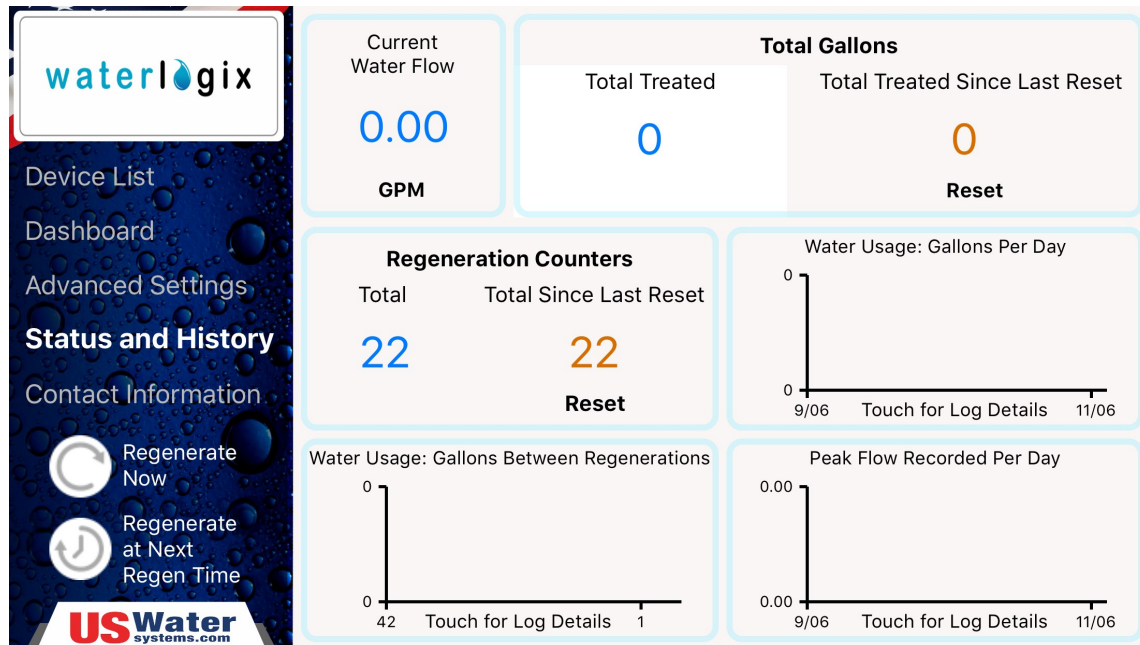 waterlogix
Device List
Dashboard
Advanced Settings
Status and History
Contact Information
Regenerate
Now
Regenerate
at Next
Regen Time
US Water
systems.com
Current
Water Flow
0.00
GPM
Total Gallons
Total Treated
0
Total Treated Since Last Reset
0
Reset
Regeneration Counters
Total
22
Total Since Last Reset
22
Reset
Water Usage: Gallons Per Day
0
0
9/06 Touch for Log Details 11/06
Water Usage: Gallons Between Regenerations
0
0
42 Touch for Log Details 1
Peak Flow Recorded Per Day
0.00
0.00
9/06 Touch for Log Details 11/06